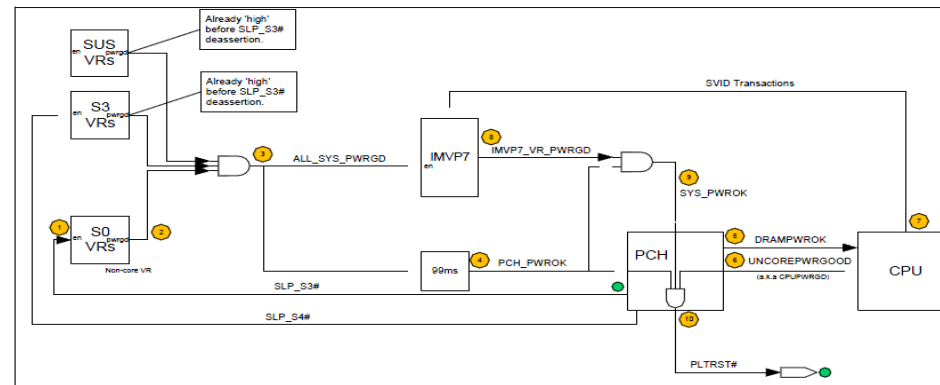 Already 'high'
before SLP_S3#
deassertion.
SUS
en
pwrgd
VRs
Already 'high'
before SLP_S3#
deassertion.
S3
en
pwrgd
VRs
SVID Transactions
3
ALL_SYS_PWRGD
IMVP7
en
8
IMVP7_VR_PWRGD
9
SYS_PWROK
1
S0
en
pwrgd
VRs
2
Non-core VR
99ms
4
PCH_PWROK
PCH
5
DRAMPWROK
6
UNCOREPWRGOOD
(a.k.a CPUPWRGD)
7
CPU
SLP_S3#
SLP_S4#
10
PLTRST#